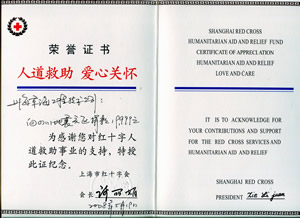 荣誉证书
人道救助 爱心关怀
为感谢您对红十字人
道救助事业的支持，特授
此证纪念。
上海市红十字会
会长
SHANGHAI RED CROSS
HUMANITARIAN AID AND RELIEF FUND
CERTIFICATE OF APPRECIATION
HUMANITARIAN AID AND RELIEF
LOVE AND CARE
IT IS TO ACKNOWLEDGE FOR
YOUR CONTRIBUTIONS AND SUPPORT
FOR THE RED CROSS SERVICES AND
HUMANITARIAN AID AND RELIEF
SHANGHAI RED CROSS
PRESIDENT